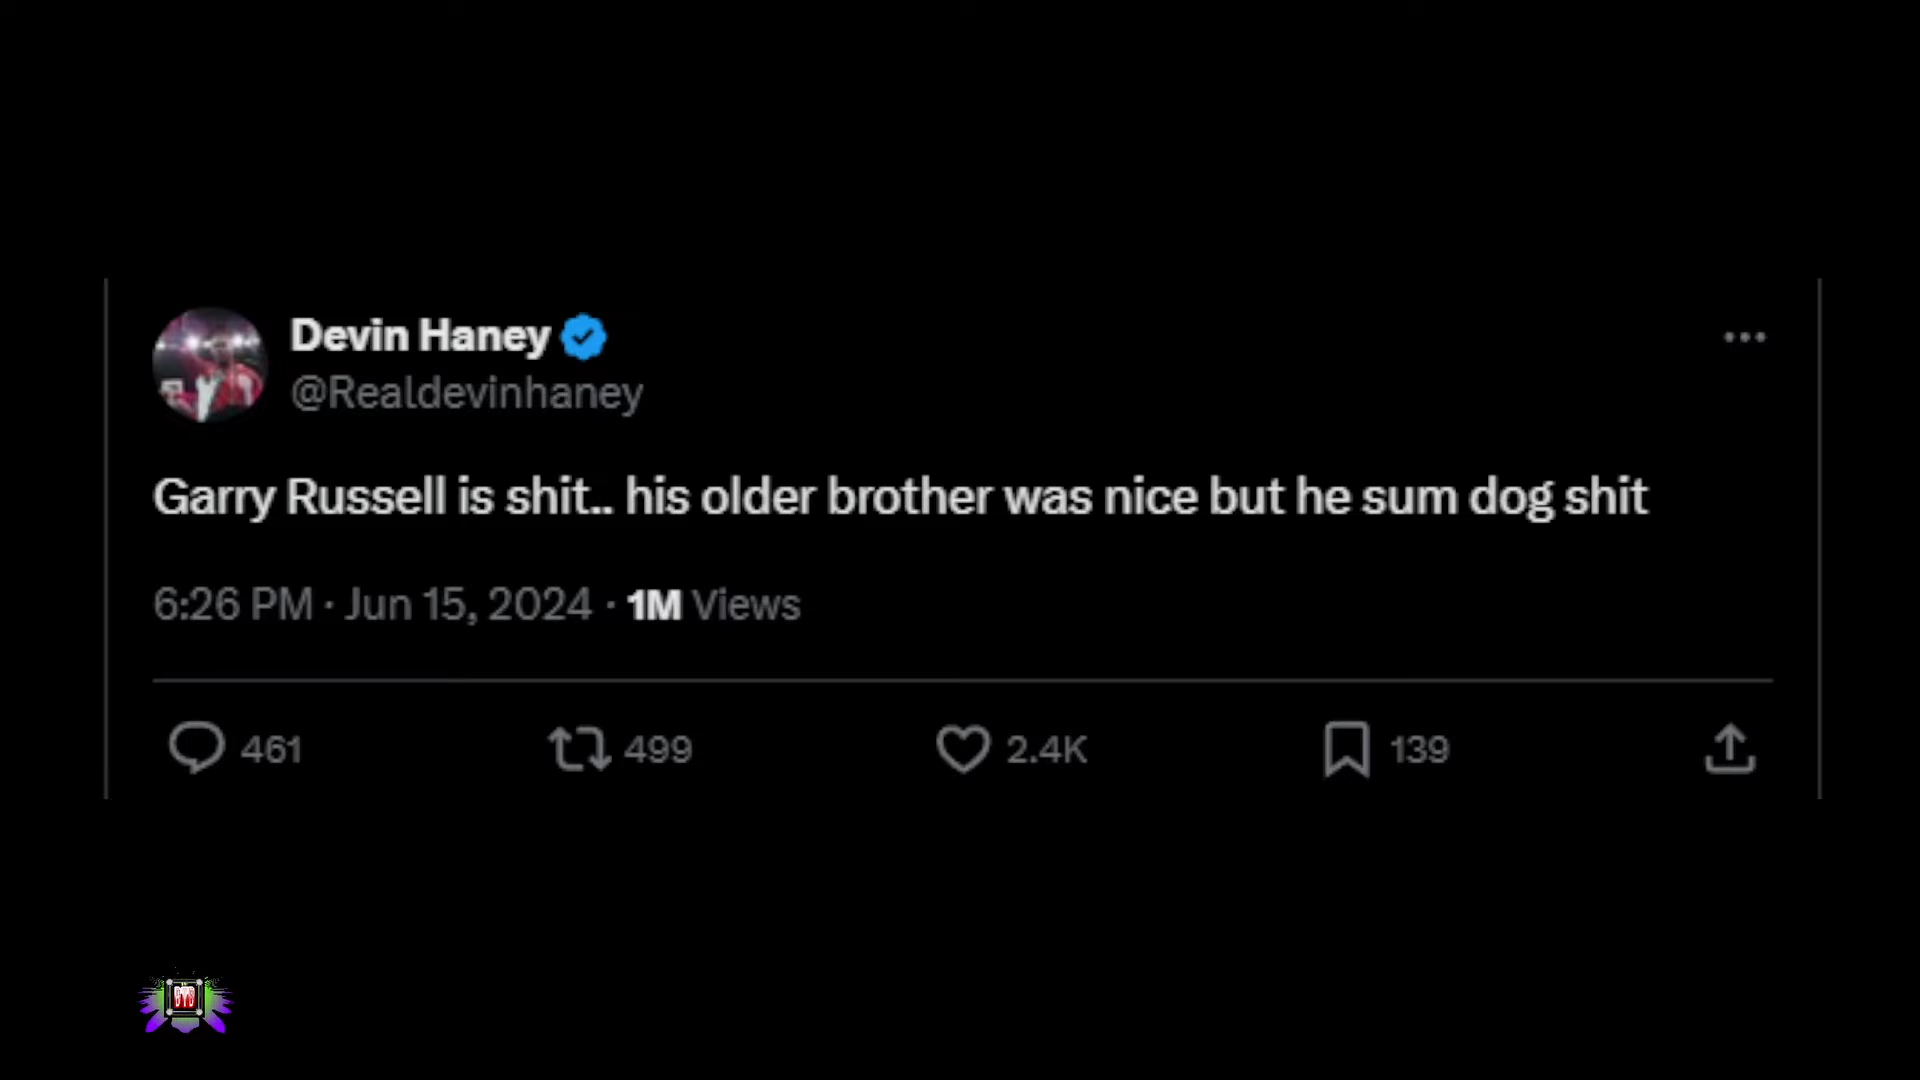 Devin Haney
@Realdevinhaney
Garry Russell is shit.. his older brother was nice but he sum dog shit
6:26 PM · Jun 15, 2024 · 1M Views
461 499 2.4K 139